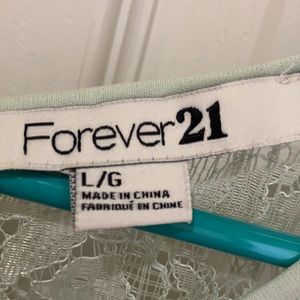 Forever21
L/G
MADE IN CHINA
FABRIQUÉ EN CHINE